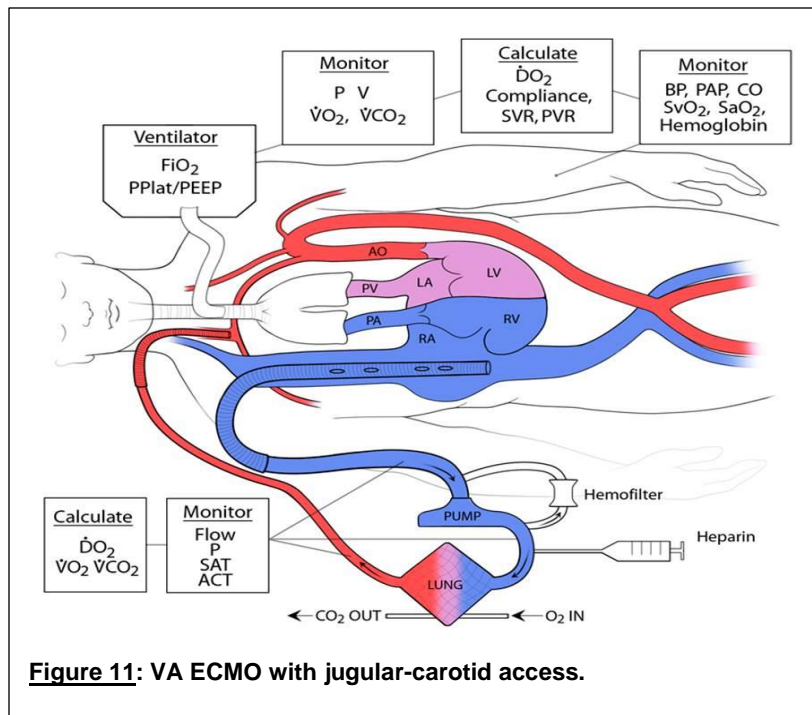 Monitor
P V
V̇O₂, V̇CO₂
Calculate
ḊO₂
Compliance,
SVR, PVR
Monitor
BP, PAP, CO
SvO₂, SaO₂,
Hemoglobin
Ventilator
FiO₂
PPlat/PEEP
AO
LV
PV
LA
PA
RV
RA
Calculate
ḊO₂
V̇O₂ V̇CO₂
Monitor
Flow
P
SAT
ACT
PUMP
Hemofilter
Heparin
LUNG
CO₂ OUT
O₂ IN
Figure 11: VA ECMO with jugular-carotid access.